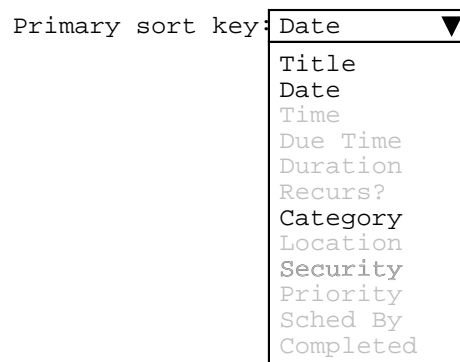 Primary sort key: Date ▼
Title
Date
Time
Due Time
Duration
Recurs?
Category
Location
Security
Priority
Sched By
Completed